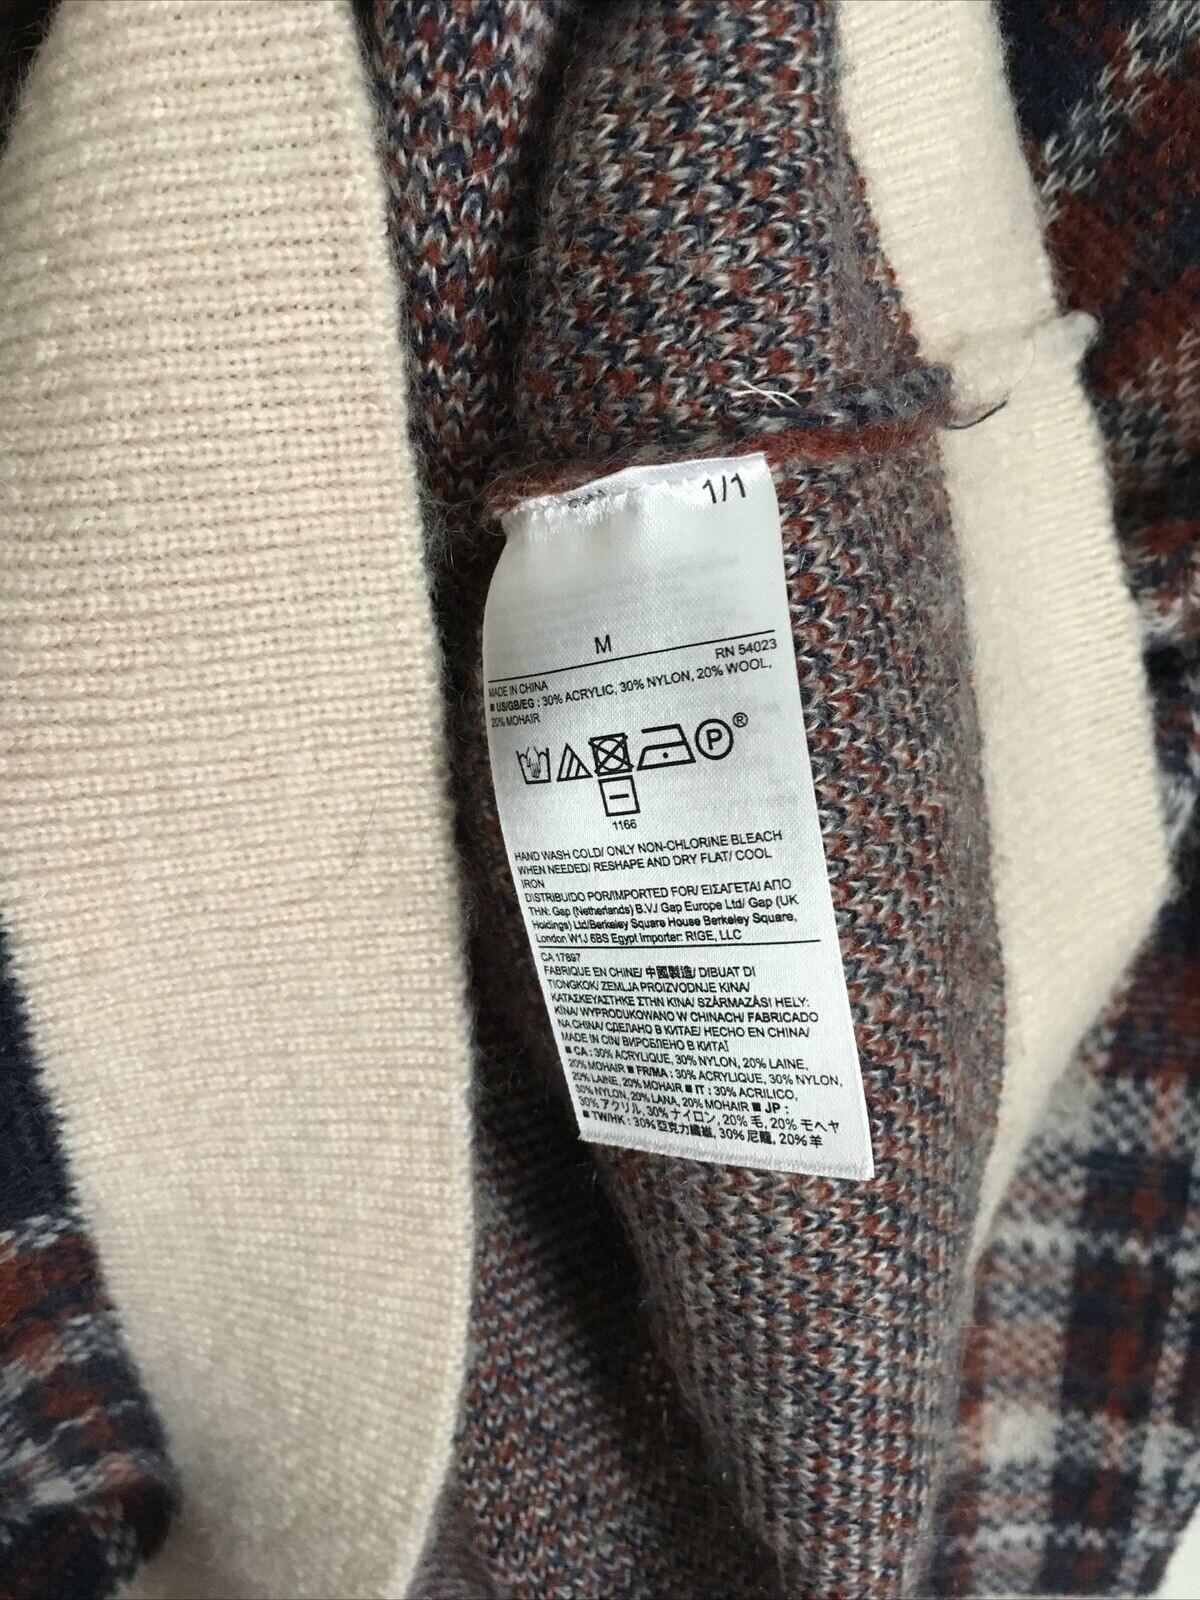 1/1
M
RN 54023
MADE IN CHINA
■ US/GB/EG : 30% ACRYLIC, 30% NYLON, 20% WOOL,
20% MOHAIR
P ®
1166
HAND WASH COLD/ ONLY NON-CHLORINE BLEACH
WHEN NEEDED/ RESHAPE AND DRY FLAT/ COOL
IRON
DISTRIBUIDO POR/IMPORTED FOR/ ΕΙΣΑΓΕΤΑΙ ΑΠΟ
ΤΗΝ: Gap (Netherlands) B.V./ Gap Europe Ltd/ Gap (UK
Holdings) Ltd/Berkeley Square House Berkeley Square,
London W1J 6BS Egypt Importer: RIGE, LLC
CA 17897
FABRIQUE EN CHINE/ 中國製造/ DIBUAT DI
TIONGKOK/ ZEMLJA PROIZVODNJE KINA/
ΚΑΤΑΣΚΕΥΑΣΤΗΚΕ ΣΤΗΝ ΚΙΝΑ/ SZÁRMAZÁSI HELY:
KÍNA/ WYPRODUKOWANO W CHINACH/ FABRICADO
NA CHINA/ СДЕЛАНО В КИТАЕ/ HECHO EN CHINA/
MADE IN CIN/ ВИРОБЛЕНО В КИТАЇ
■ CA : 30% ACRYLIQUE, 30% NYLON, 20% LAINE,
20% MOHAIR ■ FR/MA : 30% ACRYLIQUE, 30% NYLON,
20% LAINE, 20% MOHAIR ■ IT : 30% ACRILICO,
30% NYLON, 20% LANA, 20% MOHAIR ■ JP :
30% アクリル, 30% ナイロン, 20% 毛, 20% モヘヤ
■ TW/HK : 30% 亞克力纖維, 30% 尼龍, 20% 羊